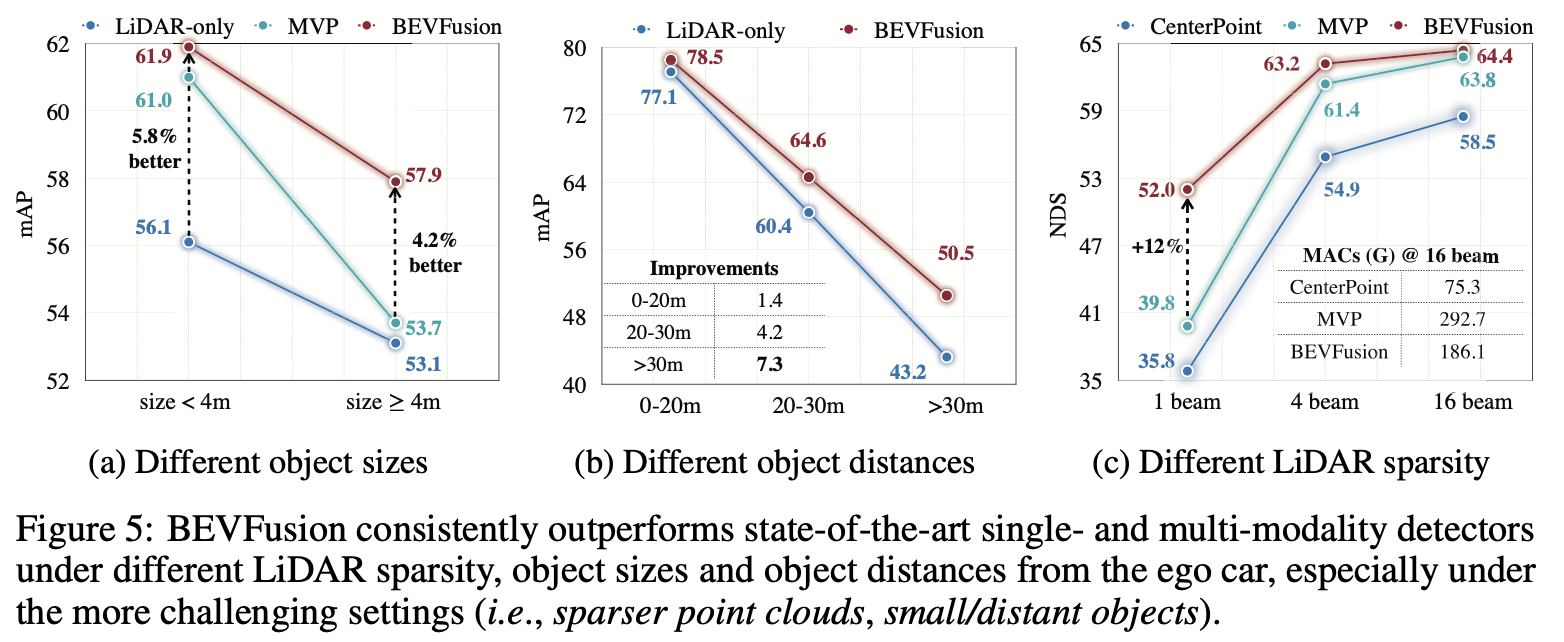 LiDAR-only MVP BEVFusion
62
60
58
56
54
52
mAP
61.9
61.0
5.8%
better
56.1
57.9
4.2%
better
53.7
53.1
size < 4m size ≥ 4m
(a) Different object sizes
LiDAR-only BEVFusion
80
72
64
56
48
40
mAP
78.5
77.1
64.6
60.4
50.5
43.2
Improvements
0-20m 1.4
20-30m 4.2
>30m 7.3
0-20m 20-30m >30m
(b) Different object distances
CenterPoint MVP BEVFusion
65
59
53
47
41
35
NDS
63.2
64.4
63.8
61.4
58.5
54.9
52.0
+12%
39.8
35.8
MACs (G) @ 16 beam
CenterPoint 75.3
MVP 292.7
BEVFusion 186.1
1 beam 4 beam 16 beam
(c) Different LiDAR sparsity
Figure 5: BEVFusion consistently outperforms state-of-the-art single- and multi-modality detectors
under different LiDAR sparsity, object sizes and object distances from the ego car, especially under
the more challenging settings (i.e., sparser point clouds, small/distant objects).